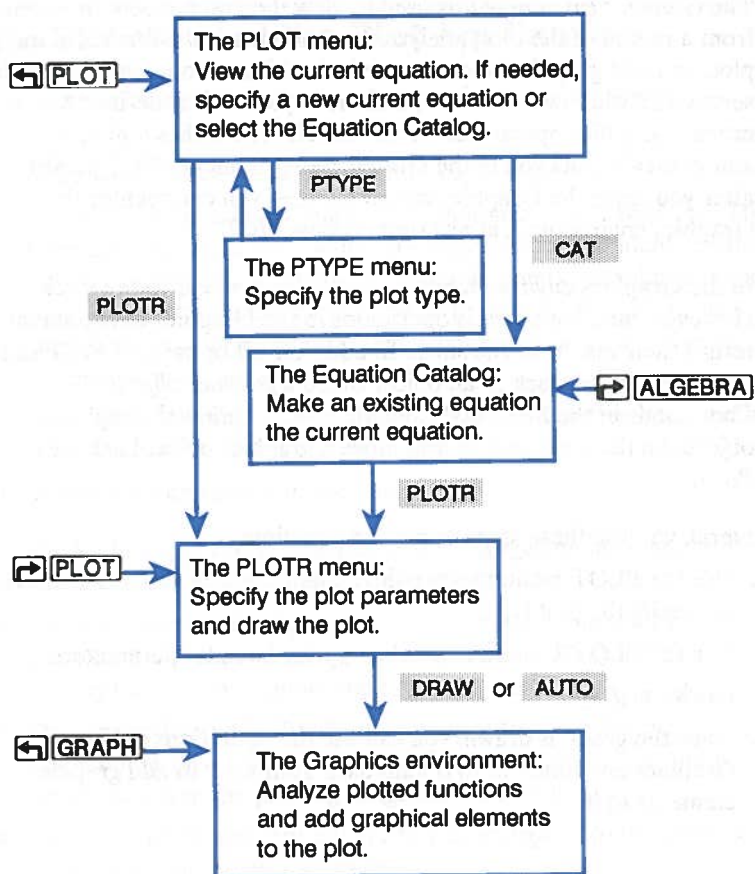 The PLOT menu:
PLOT
View the current equation. If needed,
specify a new current equation or
select the Equation Catalog.
PTYPE
CAT
The PTYPE menu:
Specify the plot type.
PLOTR
The Equation Catalog:
Make an existing equation
the current equation.
ALGEBRA
PLOTR
PLOT
The PLOTR menu:
Specify the plot parameters
and draw the plot.
DRAW or AUTO
GRAPH
The Graphics environment:
Analyze plotted functions
and add graphical elements
to the plot.